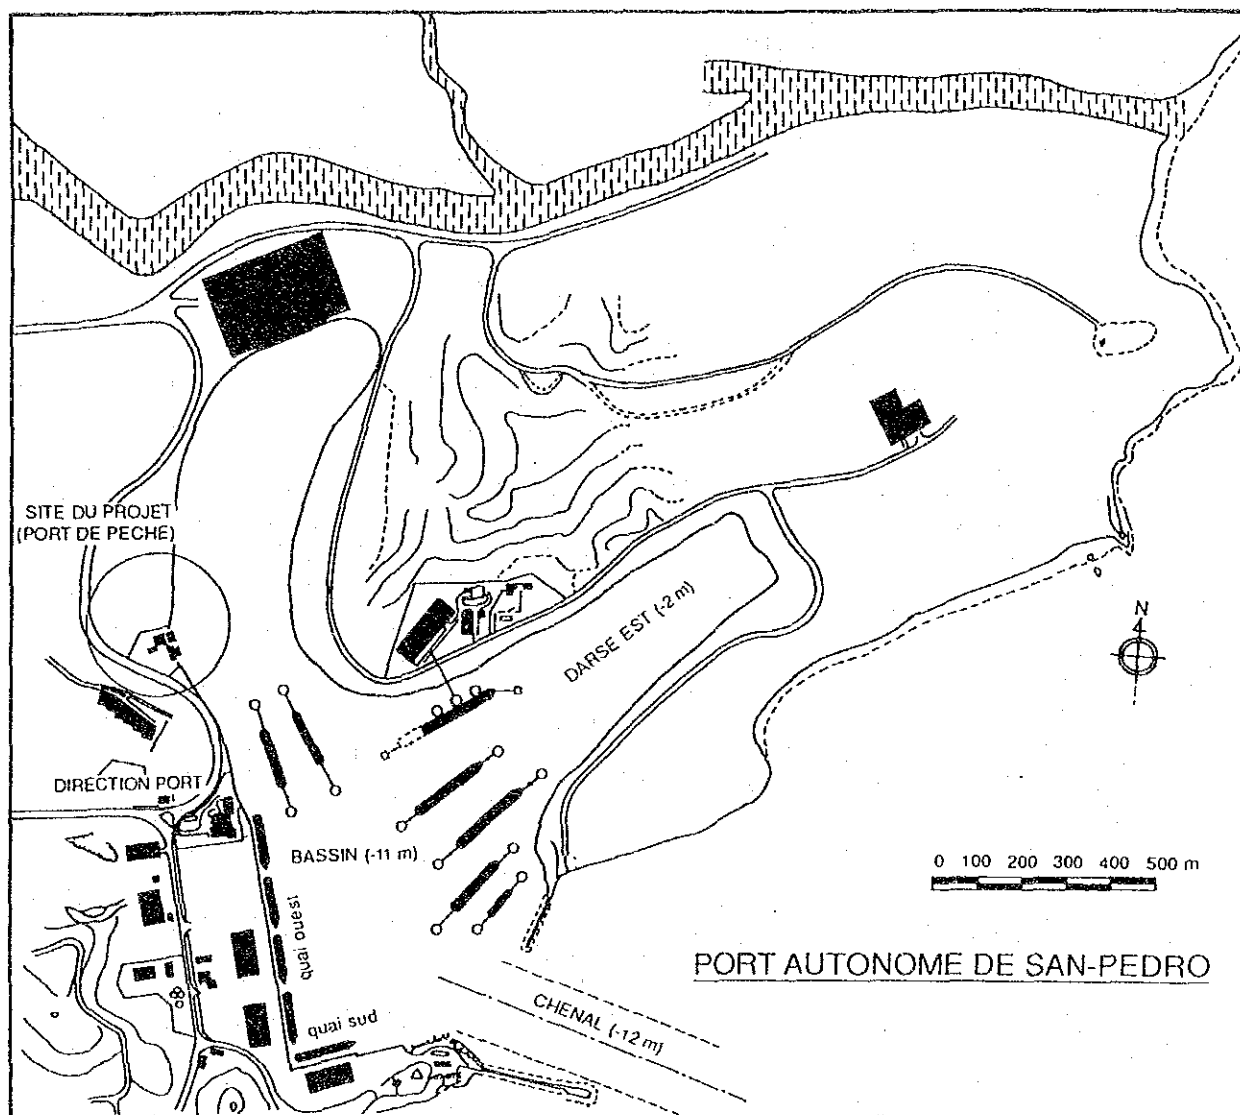 SITE DU PROJET
(PORT DE PECHE)
DARSE EST (-2 m)
N
DIRECTION PORT
BASSIN (-11 m)
quai ouest
quai sud
CHENAL (-12 m)
0 100 200 300 400 500 m
PORT AUTONOME DE SAN-PEDRO